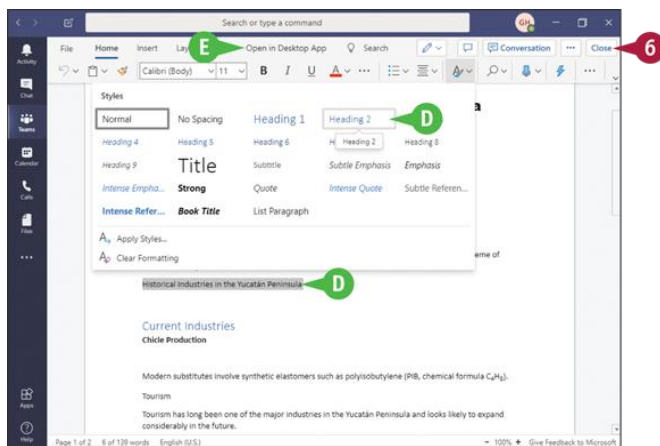 Search or type a command
GH
Activity
Chat
Teams
Calendar
Calls
Files
Apps
Help
File Home Insert Lay E Open in Desktop App Search Conversation Close 6
Calibri (Body) 11 B I U A
Styles
Normal No Spacing Heading 1 Heading 2 D
Heading 4 Heading 5 Heading 6 H Heading 2 Heading 8
Heading 9 Title Subtitle Subtle Emphasis Emphasis
Intense Empha... Strong Quote Intense Quote Subtle Referen...
Intense Refer... Book Title List Paragraph
Apply Styles...
Clear Formatting
a
eme of
Historical Industries in the Yucatán Peninsula D
Current Industries
Chicle Production
Modern substitutes involve synthetic elastomers such as polyisobutylene (PIB, chemical formula C₄H₈).
Tourism
Tourism has long been one of the major industries in the Yucatán Peninsula and looks likely to expand
considerably in the future.
Page 1 of 2 6 of 139 words English (U.S.) - 100% + Give Feedback to Microsoft